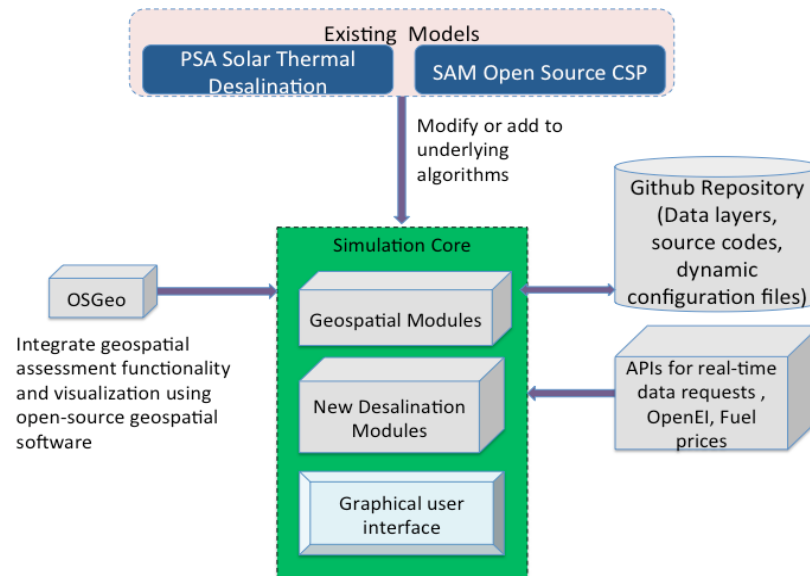 Existing Models
PSA Solar Thermal
Desalination
SAM Open Source CSP
Modify or add to
underlying
algorithms
Github Repository
(Data layers,
source codes,
dynamic
configuration files)
Simulation Core
OSGeo
Geospatial Modules
Integrate geospatial
assessment functionality
and visualization using
open-source geospatial
software
APIs for real-time
data requests ,
OpenEI, Fuel
prices
New Desalination
Modules
Graphical user
interface